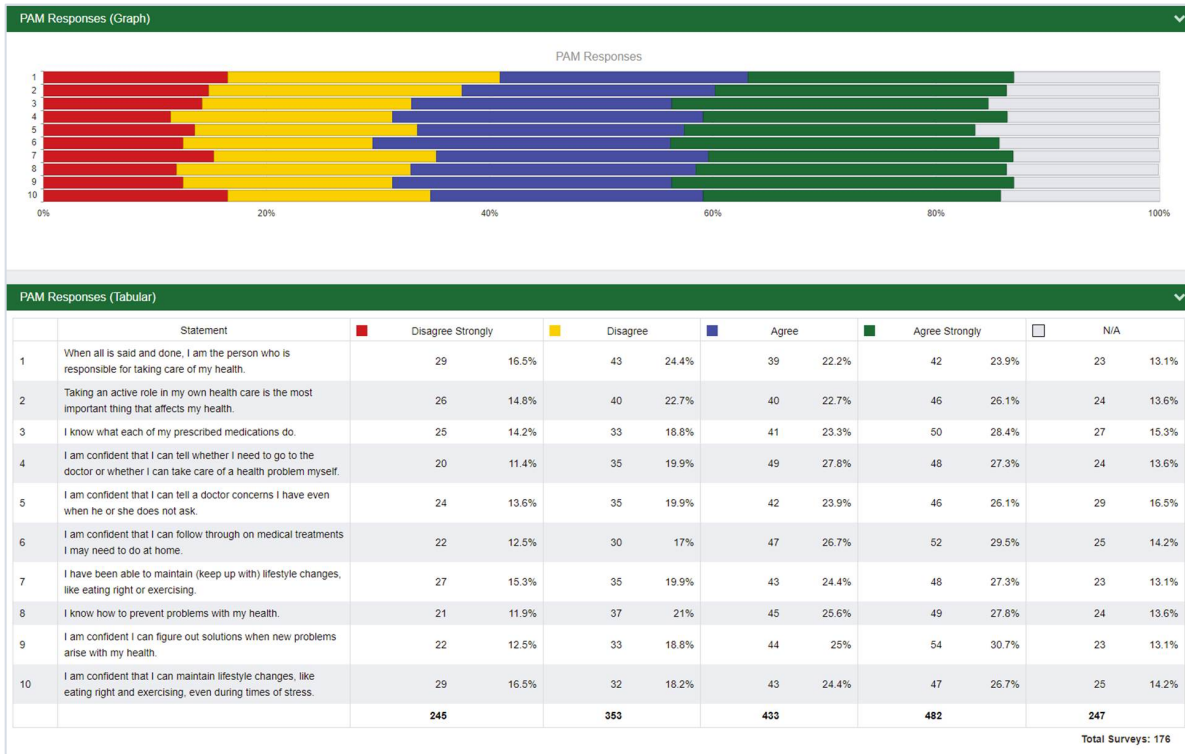 PAM Responses (Graph)
PAM Responses
1
2
3
4
5
6
7
8
9
10
0% 20% 40% 60% 80% 100%
PAM Responses (Tabular)
Statement Disagree Strongly Disagree Agree Agree Strongly N/A
1 When all is said and done, I am the person who is
responsible for taking care of my health. 29 16.5% 43 24.4% 39 22.2% 42 23.9% 23 13.1%
2 Taking an active role in my own health care is the most
important thing that affects my health. 26 14.8% 40 22.7% 40 22.7% 46 26.1% 24 13.6%
3 I know what each of my prescribed medications do. 25 14.2% 33 18.8% 41 23.3% 50 28.4% 27 15.3%
4 I am confident that I can tell whether I need to go to the
doctor or whether I can take care of a health problem myself. 20 11.4% 35 19.9% 49 27.8% 48 27.3% 24 13.6%
5 I am confident that I can tell a doctor concerns I have even
when he or she does not ask. 24 13.6% 35 19.9% 42 23.9% 46 26.1% 29 16.5%
6 I am confident that I can follow through on medical treatments
I may need to do at home. 22 12.5% 30 17% 47 26.7% 52 29.5% 25 14.2%
7 I have been able to maintain (keep up with) lifestyle changes,
like eating right or exercising. 27 15.3% 35 19.9% 43 24.4% 48 27.3% 23 13.1%
8 I know how to prevent problems with my health. 21 11.9% 37 21% 45 25.6% 49 27.8% 24 13.6%
9 I am confident I can figure out solutions when new problems
arise with my health. 22 12.5% 33 18.8% 44 25% 54 30.7% 23 13.1%
10 I am confident that I can maintain lifestyle changes, like
eating right and exercising, even during times of stress. 29 16.5% 32 18.2% 43 24.4% 47 26.7% 25 14.2%
245 353 433 482 247
Total Surveys: 176